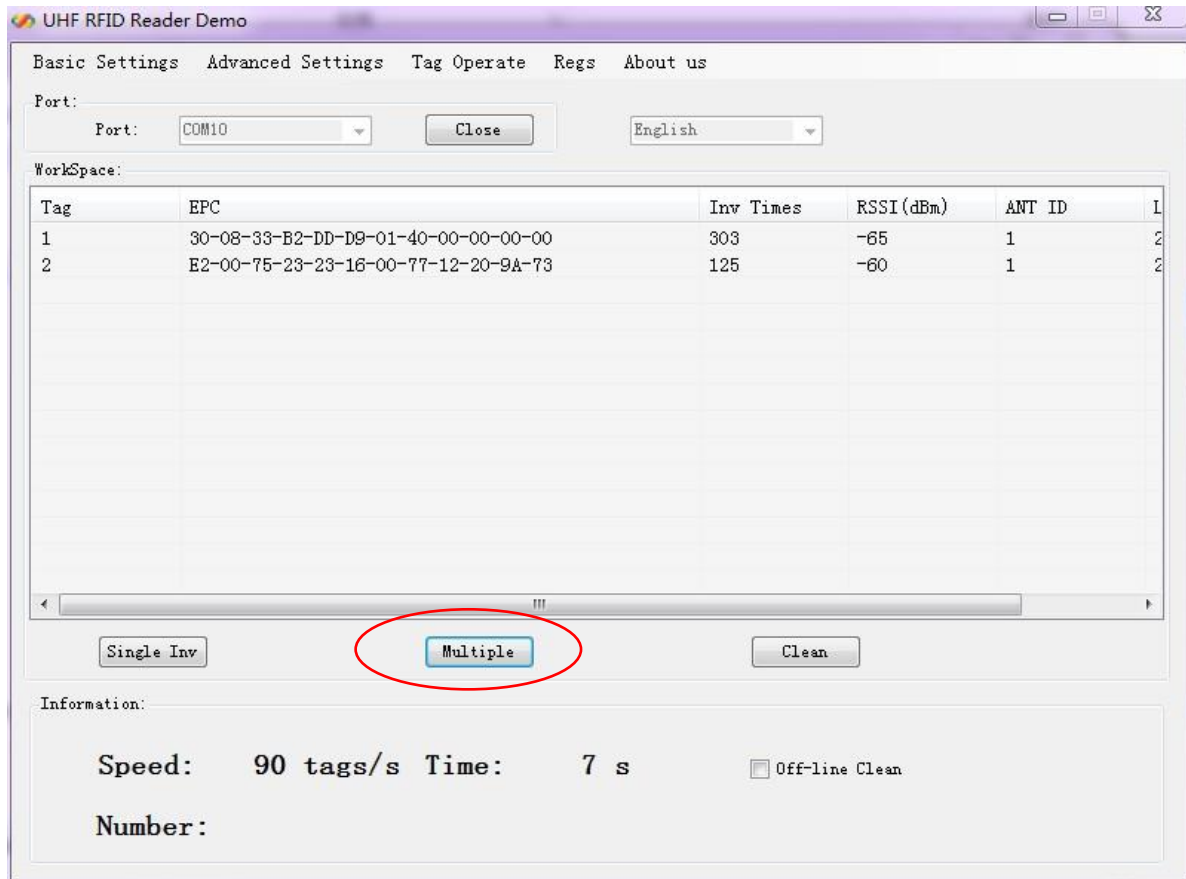 UHF RFID Reader Demo
Basic Settings Advanced Settings Tag Operate Regs About us
Port:
Port: COM10 Close English
WorkSpace:
Tag EPC Inv Times RSSI(dBm) ANT ID L
1 30-08-33-B2-DD-D9-01-40-00-00-00-00 303 -65 1 2
2 E2-00-75-23-23-16-00-77-12-20-9A-73 125 -60 1 2
Single Inv Multiple Clean
Information:
Speed: 90 tags/s Time: 7 s Off-line Clean
Number: